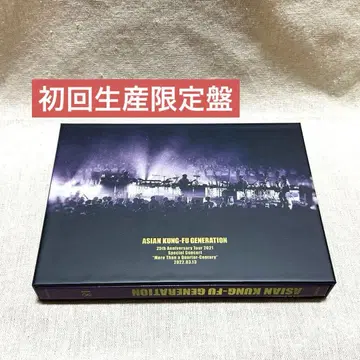 初回生産限定盤
ASIAN KUNG-FU GENERATION
25th Anniversary Tour 2021
Special Concert
"More Than a Quarter-Century"
2022.03.13
ASIAN KUNG-FU GENERATION